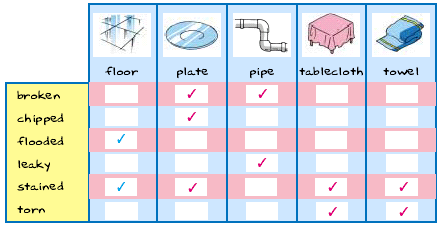 floor plate pipe tablecloth towel
broken ✓ ✓
chipped ✓
flooded ✓
leaky ✓
stained ✓ ✓ ✓ ✓
torn ✓ ✓